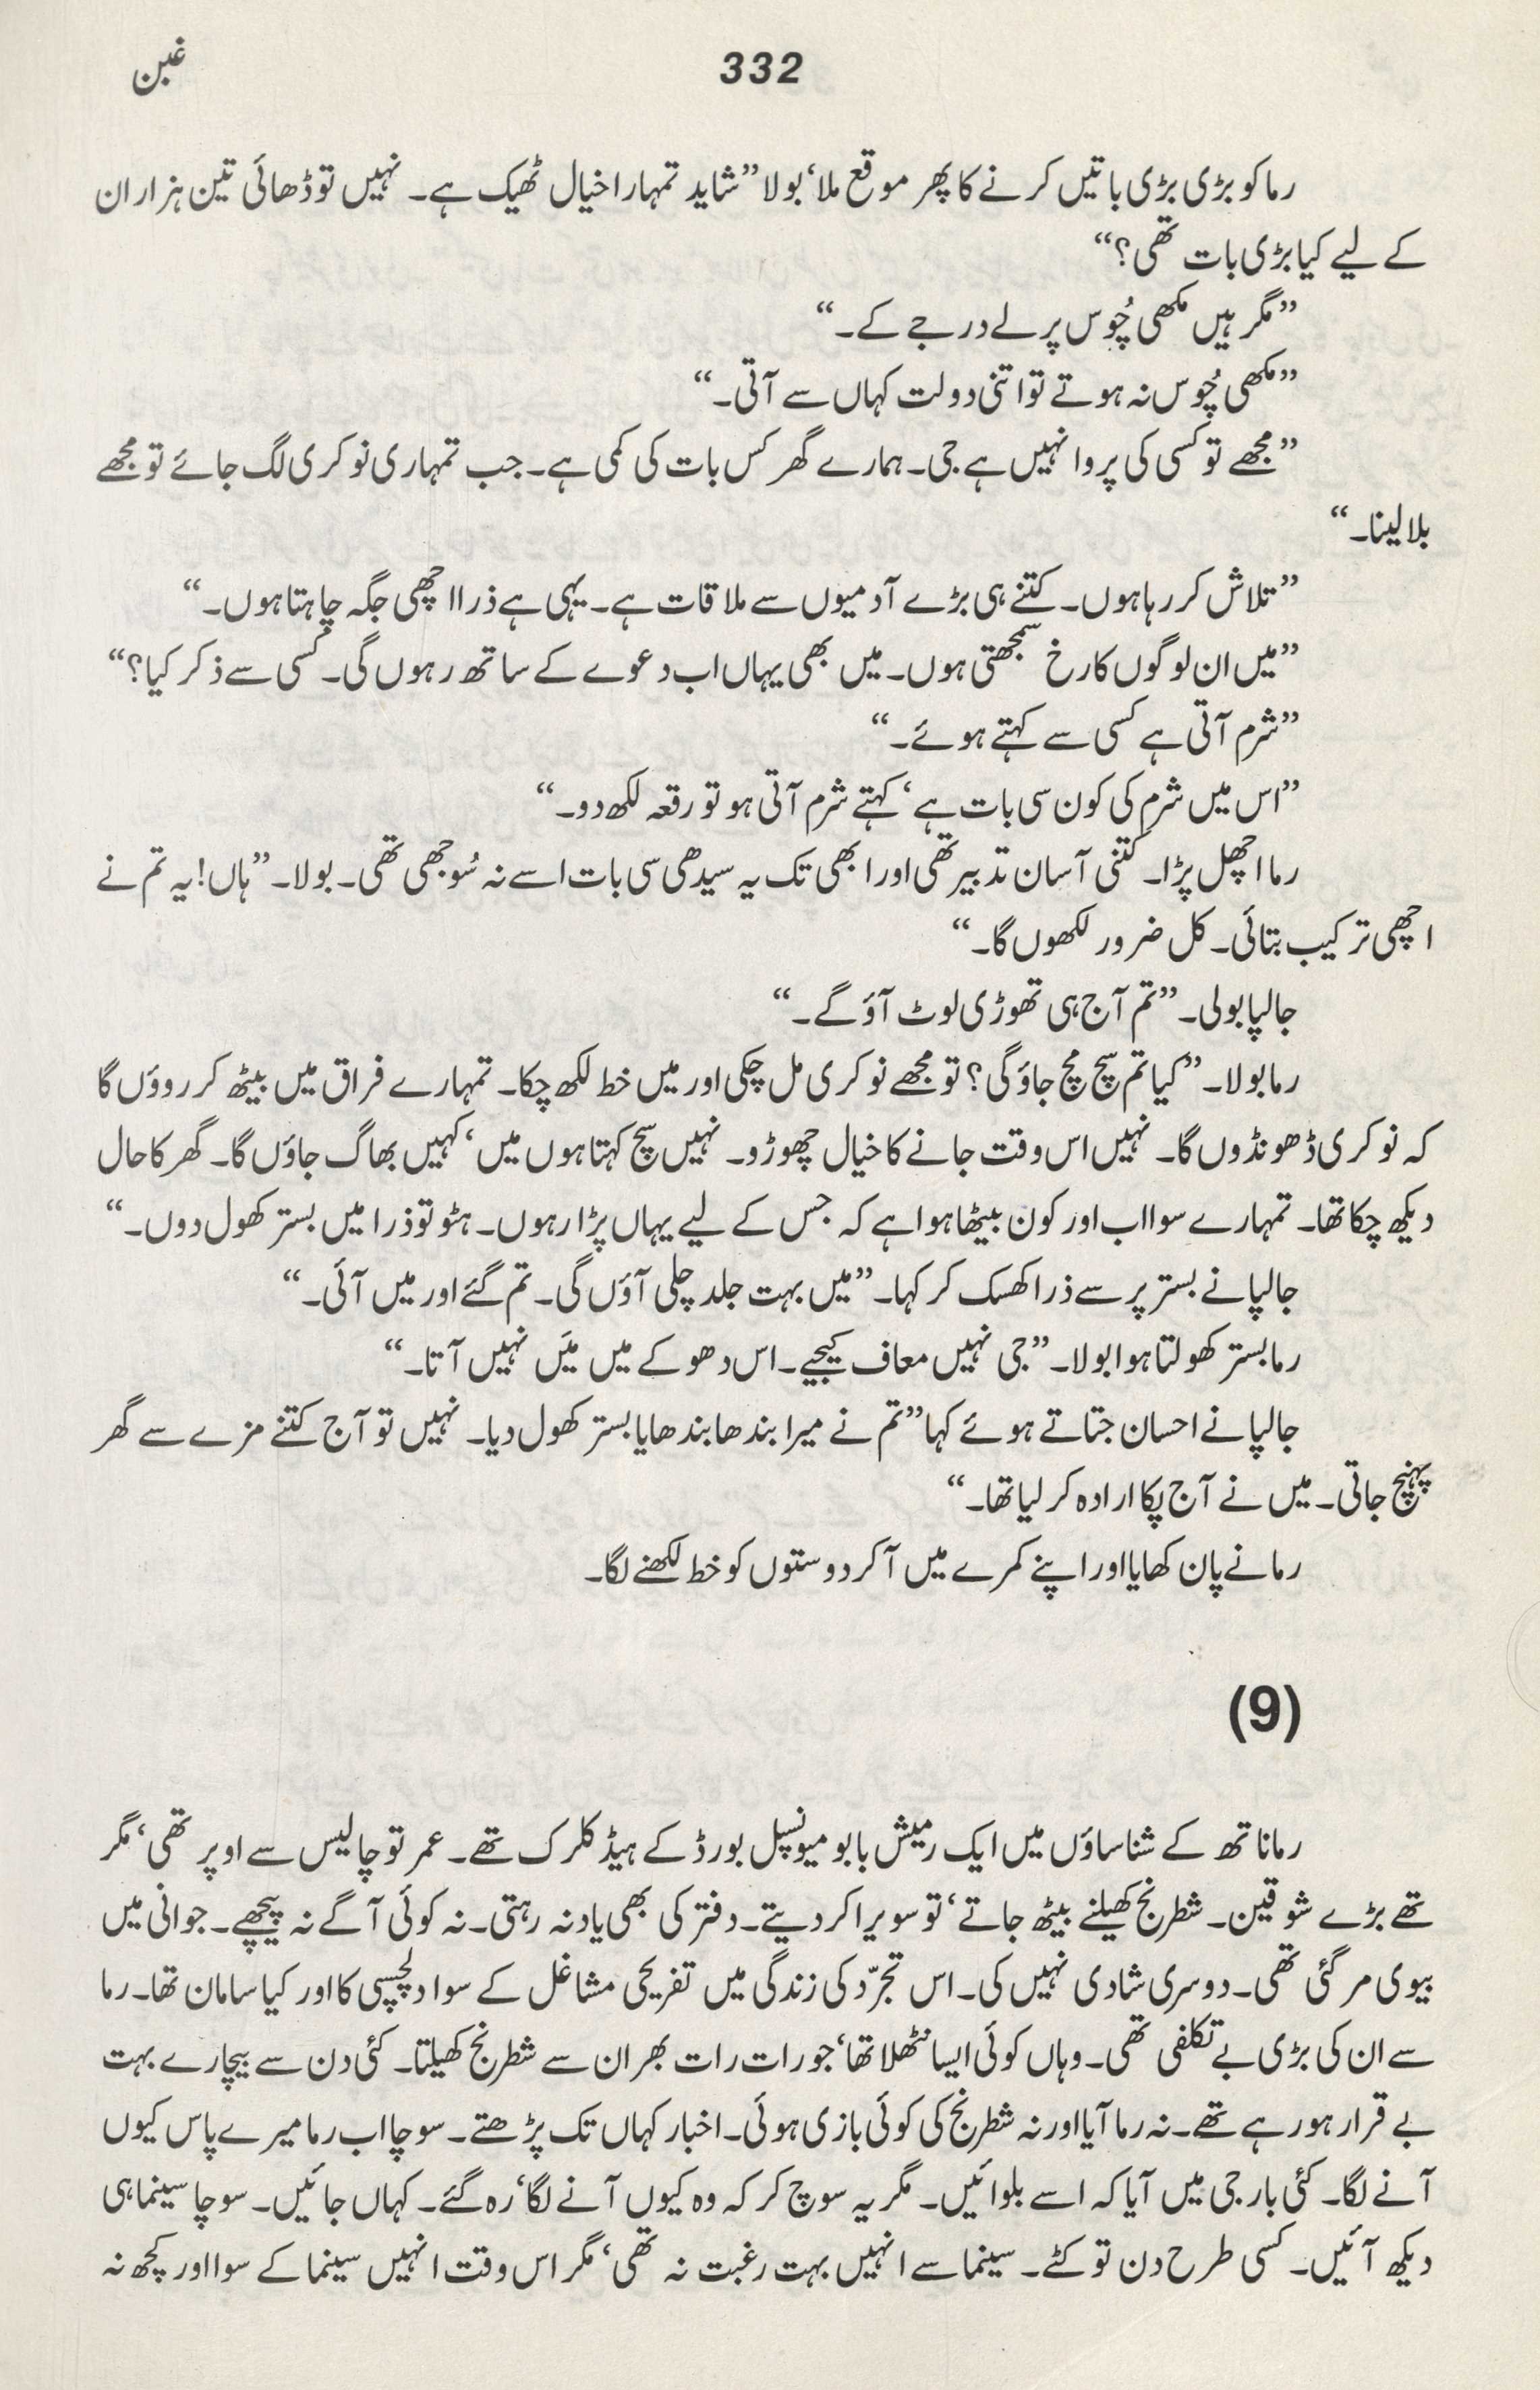 غبن
332
رما کو بڑی بڑی باتیں کرنے کا پھر موقع ملا‘ بولا ”شاید تمہارا خیال ٹھیک ہے۔ نہیں تو ڈھائی تین ہزار ان
کے لیے کیا بڑی بات تھی؟“
”مگر ہیں مکھی چُوس پرلے درجے کے۔“
”مکھی چُوس نہ ہوتے تو اتنی دولت کہاں سے آتی۔“
”مجھے تو کسی کی پروا نہیں ہے جی۔ ہمارے گھر کس بات کی کمی ہے۔ جب تمہاری نوکری لگ جائے تو مجھے
بلا لینا۔“
”تلاش کر رہا ہوں۔ کتنے ہی بڑے آدمیوں سے ملاقات ہے۔ یہی ہے ذرا اچھی جگہ چاہتا ہوں۔“
”میں ان لوگوں کا رخ سمجھتی ہوں۔ میں بھی یہاں اب دعوے کے ساتھ رہوں گی۔ کسی سے ذکر کیا؟“
”شرم آتی ہے کسی سے کہتے ہوئے۔“
”اس میں شرم کی کون سی بات ہے‘ کہتے شرم آتی ہو تو رقعہ لکھ دو۔“
رما اچھل پڑا۔ کتنی آسان تدبیر تھی اور ابھی تک یہ سیدھی سی بات اسے نہ سُوجھی تھی۔ بولا۔ ”ہاں! یہ تم نے
اچھی ترکیب بتائی۔ کل ضرور لکھوں گا۔“
جالپا بولی۔ ”تم آج ہی تھوڑی لوٹ آؤ گے۔“
رما بولا۔ ”کیا تم سچ مچ جاؤ گی؟ تو مجھے نوکری مل چکی اور میں خط لکھ چکا۔ تمہارے فراق میں بیٹھ کر روؤں گا
کہ نوکری ڈھونڈوں گا۔ نہیں اس وقت جانے کا خیال چھوڑو۔ نہیں سچ کہتا ہوں میں‘ کہیں بھاگ جاؤں گا۔ گھر کا حال
دیکھ چکا تھا۔ تمہارے سوا اب اور کون بیٹھا ہوا ہے کہ جس کے لیے یہاں پڑا رہوں۔ ہٹو تو ذرا میں بستر کھول دوں۔“
جالپا نے بستر پر سے ذرا کھسک کر کہا۔ ”میں بہت جلد چلی آؤں گی۔ تم گئے اور میں آئی۔“
رما بستر کھولتا ہوا بولا۔ ”جی نہیں معاف کیجیے۔ اس دھوکے میں مَیں نہیں آتا۔“
جالپا نے احسان جتاتے ہوئے کہا ”تم نے میرا بندھا بندھایا بستر کھول دیا۔ نہیں تو آج کتنے مزے سے گھر
پہنچ جاتی۔ میں نے آج پکا ارادہ کر لیا تھا۔“
رما نے پان کھایا اور اپنے کمرے میں آکر دوستوں کو خط لکھنے لگا۔
(9)
رماناتھ کے شناساؤں میں ایک رمیش بابو میونسپل بورڈ کے ہیڈ کلرک تھے۔ عمر تو چالیس سے اوپر تھی‘ مگر
تھے بڑے شوقین۔ شطرنج کھیلنے بیٹھ جاتے‘ تو سویرا کر دیتے۔ دفتر کی بھی یاد نہ رہتی۔ نہ کوئی آگے نہ پیچھے۔ جوانی میں
بیوی مر گئی تھی۔ دوسری شادی نہیں کی۔ اس تجرّد کی زندگی میں تفریحی مشاغل کے سوا دلچسپی کا اور کیا سامان تھا۔ رما
سے ان کی بڑی بے تکلفی تھی۔ وہاں کوئی ایسا نٹھلا تھا‘ جو رات رات بھر ان سے شطرنج کھیلتا۔ کئی دن سے بیچارے بہت
بے قرار ہو رہے تھے۔ نہ رما آیا اور نہ شطرنج کی کوئی بازی ہوئی۔ اخبار کہاں تک پڑھتے۔ سوچا اب رما میرے پاس کیوں
آنے لگا۔ کئی بار جی میں آیا کہ اسے بلوائیں۔ مگر یہ سوچ کر کہ وہ کیوں آنے لگا‘ رہ گئے۔ کہاں جائیں۔ سوچا سینما ہی
دیکھ آئیں۔ کسی طرح دن تو کٹے۔ سینما سے انہیں بہت رغبت نہ تھی‘ مگر اس وقت انہیں سینما کے سوا اور کچھ نہ